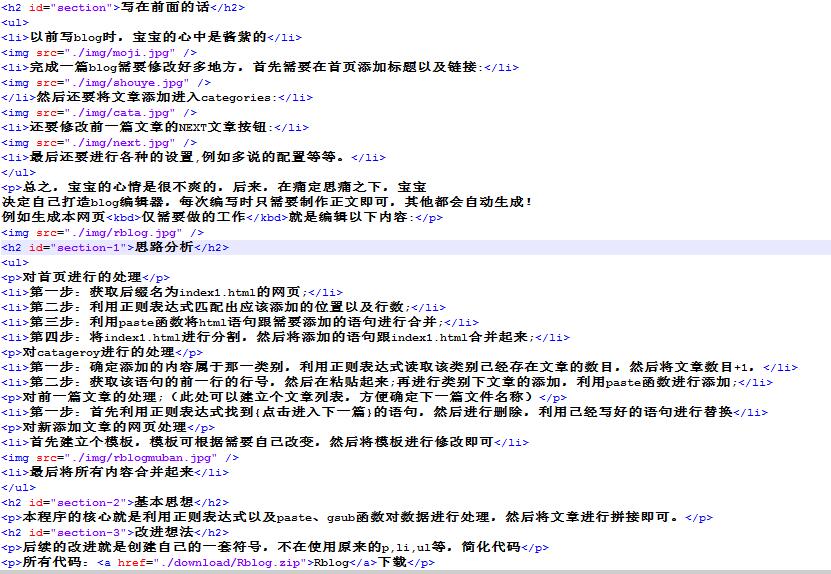 <h2 id="section">写在前面的话</h2>
<ul>
<li>以前写blog时，宝宝的心中是酱紫的</li>
<img src="./img/moji.jpg" />
<li>完成一篇blog需要修改好多地方，首先需要在首页添加标题以及链接:</li>
<img src="./img/shouye.jpg" />
</li>然后还要将文章添加进入categories:</li>
<img src="./img/cata.jpg" />
<li>还要修改前一篇文章的NEXT文章按钮:</li>
<img src="./img/next.jpg" />
<li>最后还要进行各种的设置,例如多说的配置等等。</li>
</ul>
<p>总之，宝宝的心情是很不爽的，后来，在痛定思痛之下，宝宝
决定自己打造blog编辑器，每次编写时只需要制作正文即可，其他都会自动生成！
例如生成本网页<kbd>仅需要做的工作</kbd>就是编辑以下内容:</p>
<img src="./img/rblog.jpg" />
<h2 id="section-1">思路分析</h2>
<ul>
<p>对首页进行的处理</p>
<li>第一步：获取后缀名为index1.html的网页;</li>
<li>第二步：利用正则表达式匹配出应该添加的位置以及行数;</li>
<li>第三步：利用paste函数将html语句跟需要添加的语句进行合并;</li>
<li>第四步：将index1.html进行分割，然后将添加的语句跟index1.html合并起来;</li>
<p>对catageroy进行的处理</p>
<li>第一步：确定添加的内容属于那一类别，利用正则表达式读取该类别已经存在文章的数目，然后将文章数目+1，</li>
<li>第二步：获取该语句的前一行的行号，然后在粘贴起来;再进行类别下文章的添加，利用paste函数进行添加;</li>
<p>对前一篇文章的处理;（此处可以建立个文章列表，方便确定下一篇文件名称）</p>
<li>第一步：首先利用正则表达式找到{点击进入下一篇}的语句，然后进行删除，利用已经写好的语句进行替换</li>
<p>对新添加文章的网页处理</p>
<li>首先建立个模板，模板可根据需要自己改变，然后将模板进行修改即可</li>
<img src="./img/rblogmuban.jpg" />
<li>最后将所有内容合并起来</li>
</ul>
<h2 id="section-2">基本思想</h2>
<p>本程序的核心就是利用正则表达式以及paste、gsub函数对数据进行处理，然后将文章进行拼接即可。</p>
<h2 id="section-3">改进想法</h2>
<p>后续的改进就是创建自己的一套符号，不在使用原来的p,li,ul等，简化代码</p>
<p>所有代码：<a href="./download/Rblog.zip">Rblog</a>下载</p>